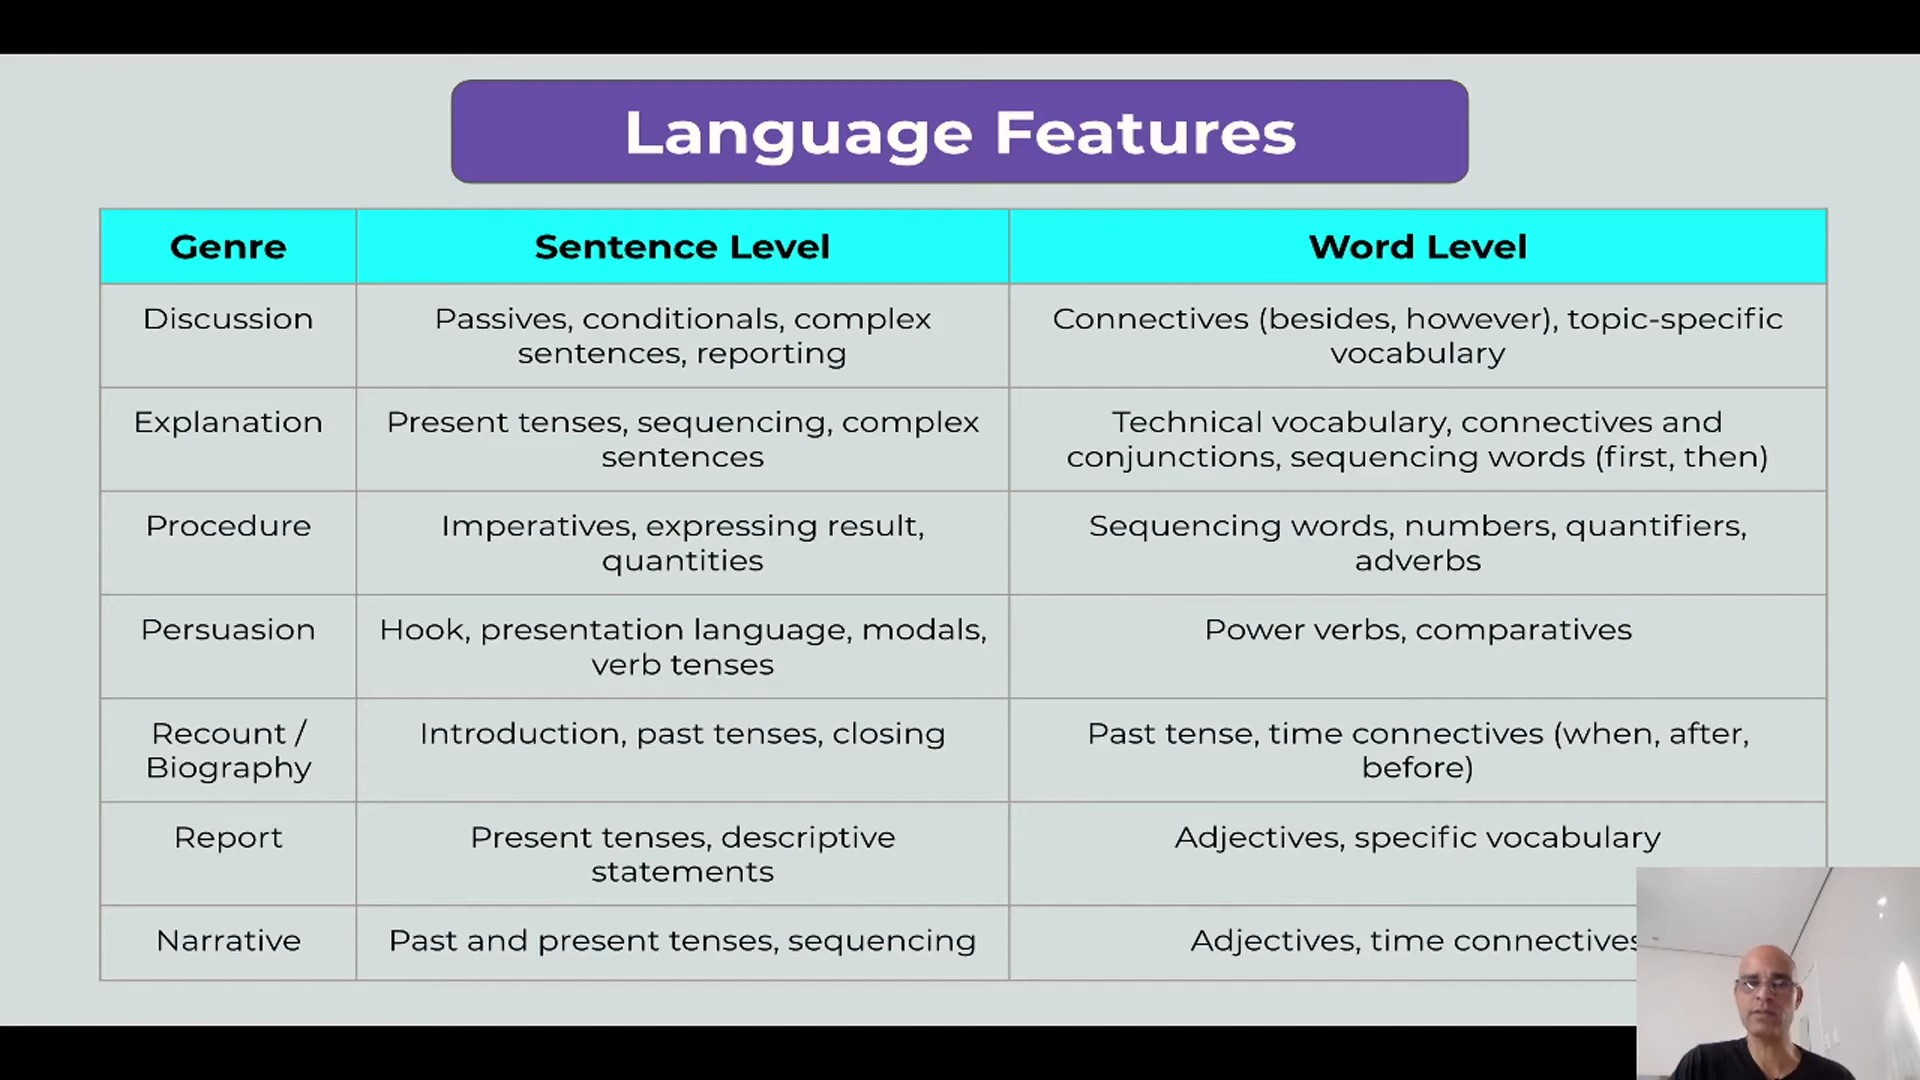 Language Features
Genre
Sentence Level
Word Level
Discussion
Passives, conditionals, complex
sentences, reporting
Connectives (besides, however), topic-specific
vocabulary
Explanation
Present tenses, sequencing, complex
sentences
Technical vocabulary, connectives and
conjunctions, sequencing words (first, then)
Procedure
Imperatives, expressing result,
quantities
Sequencing words, numbers, quantifiers,
adverbs
Persuasion
Hook, presentation language, modals,
verb tenses
Power verbs, comparatives
Recount /
Biography
Introduction, past tenses, closing
Past tense, time connectives (when, after,
before)
Report
Present tenses, descriptive
statements
Adjectives, specific vocabulary
Narrative
Past and present tenses, sequencing
Adjectives, time connectives